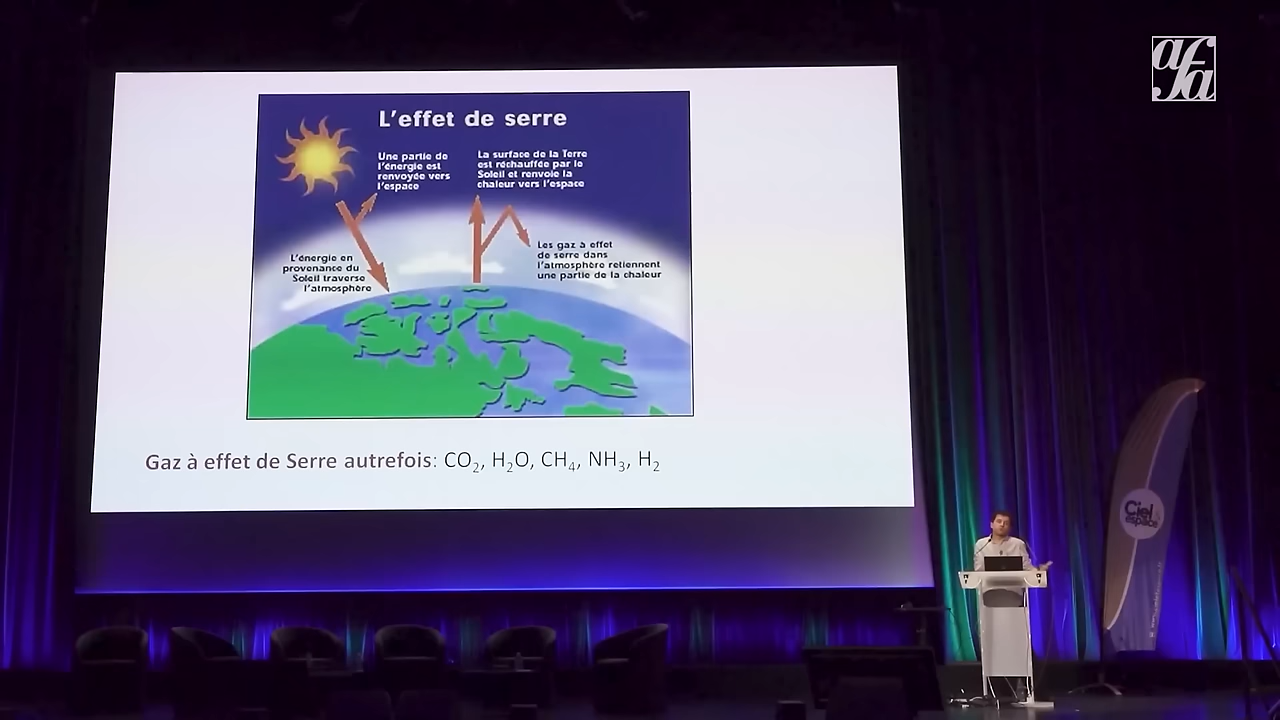 afa
L'effet de serre
Une partie de
l'énergie est
renvoyée vers
l'espace
La surface de la Terre
est réchauffée par le
Soleil et renvoie la
chaleur vers l'espace
Les gaz à effet
de serre dans
l'atmosphère retiennent
une partie de la chaleur
L'énergie en
provenance du
Soleil traverse
l'atmosphère
Gaz à effet de Serre autrefois: CO₂, H₂O, CH₄, NH₃, H₂
Ciel &
espace